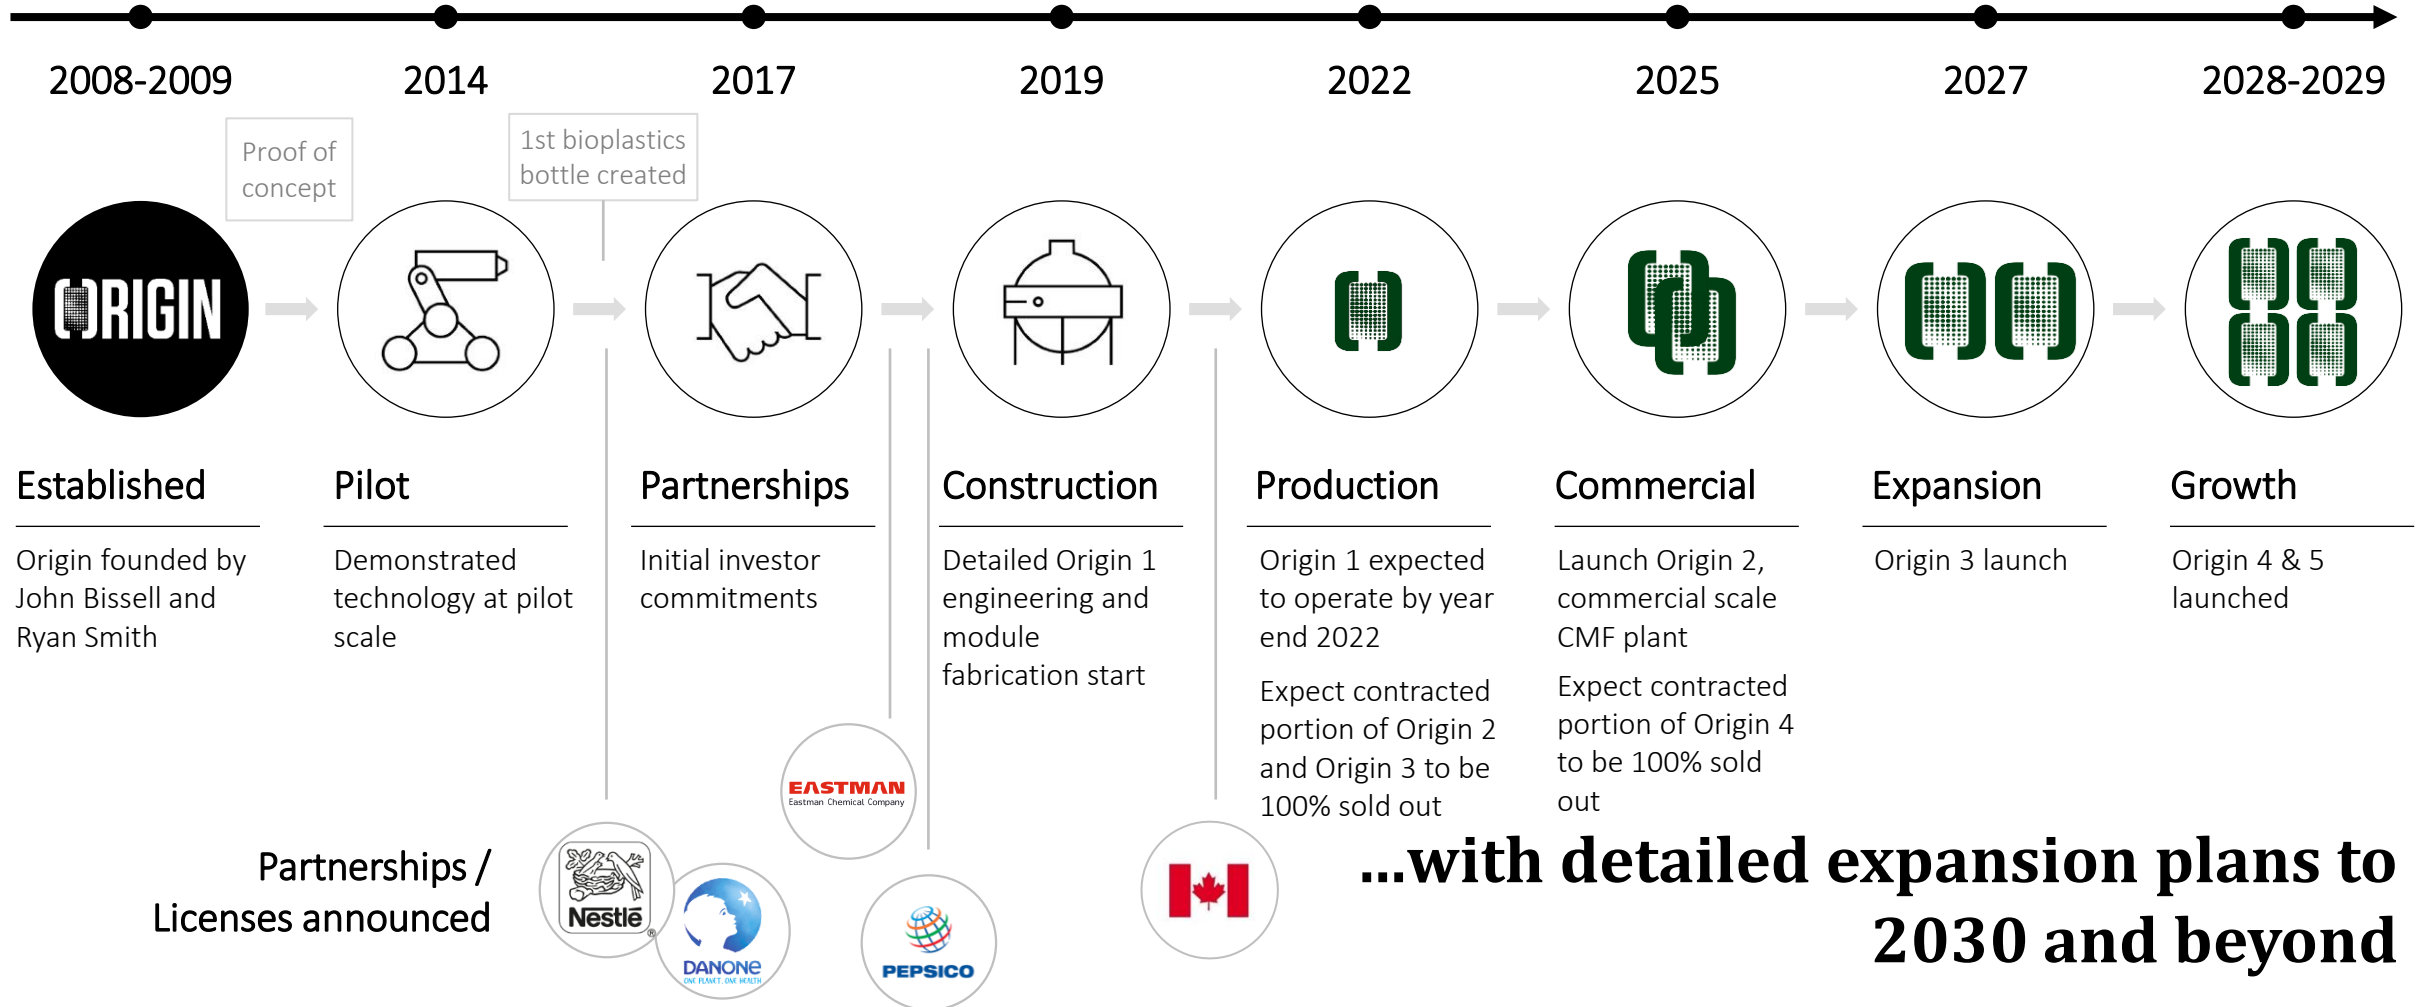 2008-2009
2014
2017
2019
2022
2025
2027
2028-2029
Proof of
concept
1st bioplastics
bottle created
ORIGIN
Established
Origin founded by
John Bissell and
Ryan Smith
Pilot
Demonstrated
technology at pilot
scale
Partnerships
Initial investor
commitments
Construction
Detailed Origin 1
engineering and
module
fabrication start
Production
Origin 1 expected
to operate by year
end 2022
Expect contracted
portion of Origin 2
and Origin 3 to be
100% sold out
Commercial
Launch Origin 2,
commercial scale
CMF plant
Expect contracted
portion of Origin 4
to be 100% sold
out
Expansion
Origin 3 launch
Growth
Origin 4 & 5
launched
Partnerships /
Licenses announced
Nestlé
®
DANONE
ONE PLANET. ONE HEALTH
EASTMAN
Eastman Chemical Company
PEPSICO
...with detailed expansion plans to
2030 and beyond